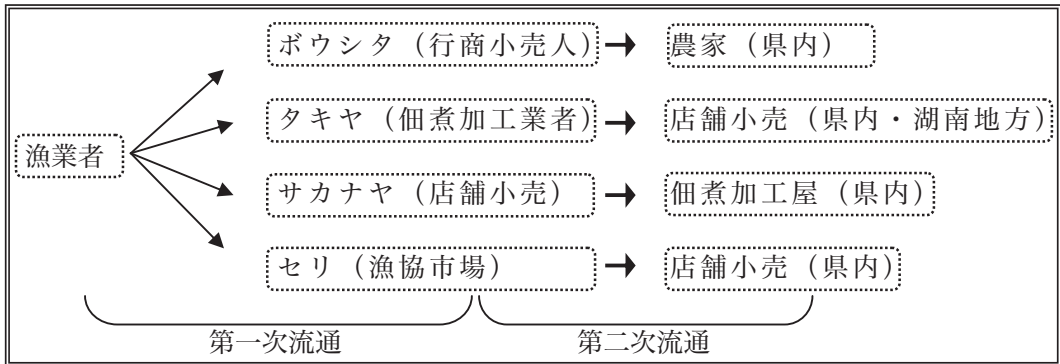 ボウシタ（行商小売人） 農家（県内）
タキヤ（佃煮加工業者） 店舗小売（県内・湖南地方）
漁業者
サカナヤ（店舗小売） 佃煮加工屋（県内）
セリ（漁協市場） 店舗小売（県内）
第一次流通 第二次流通